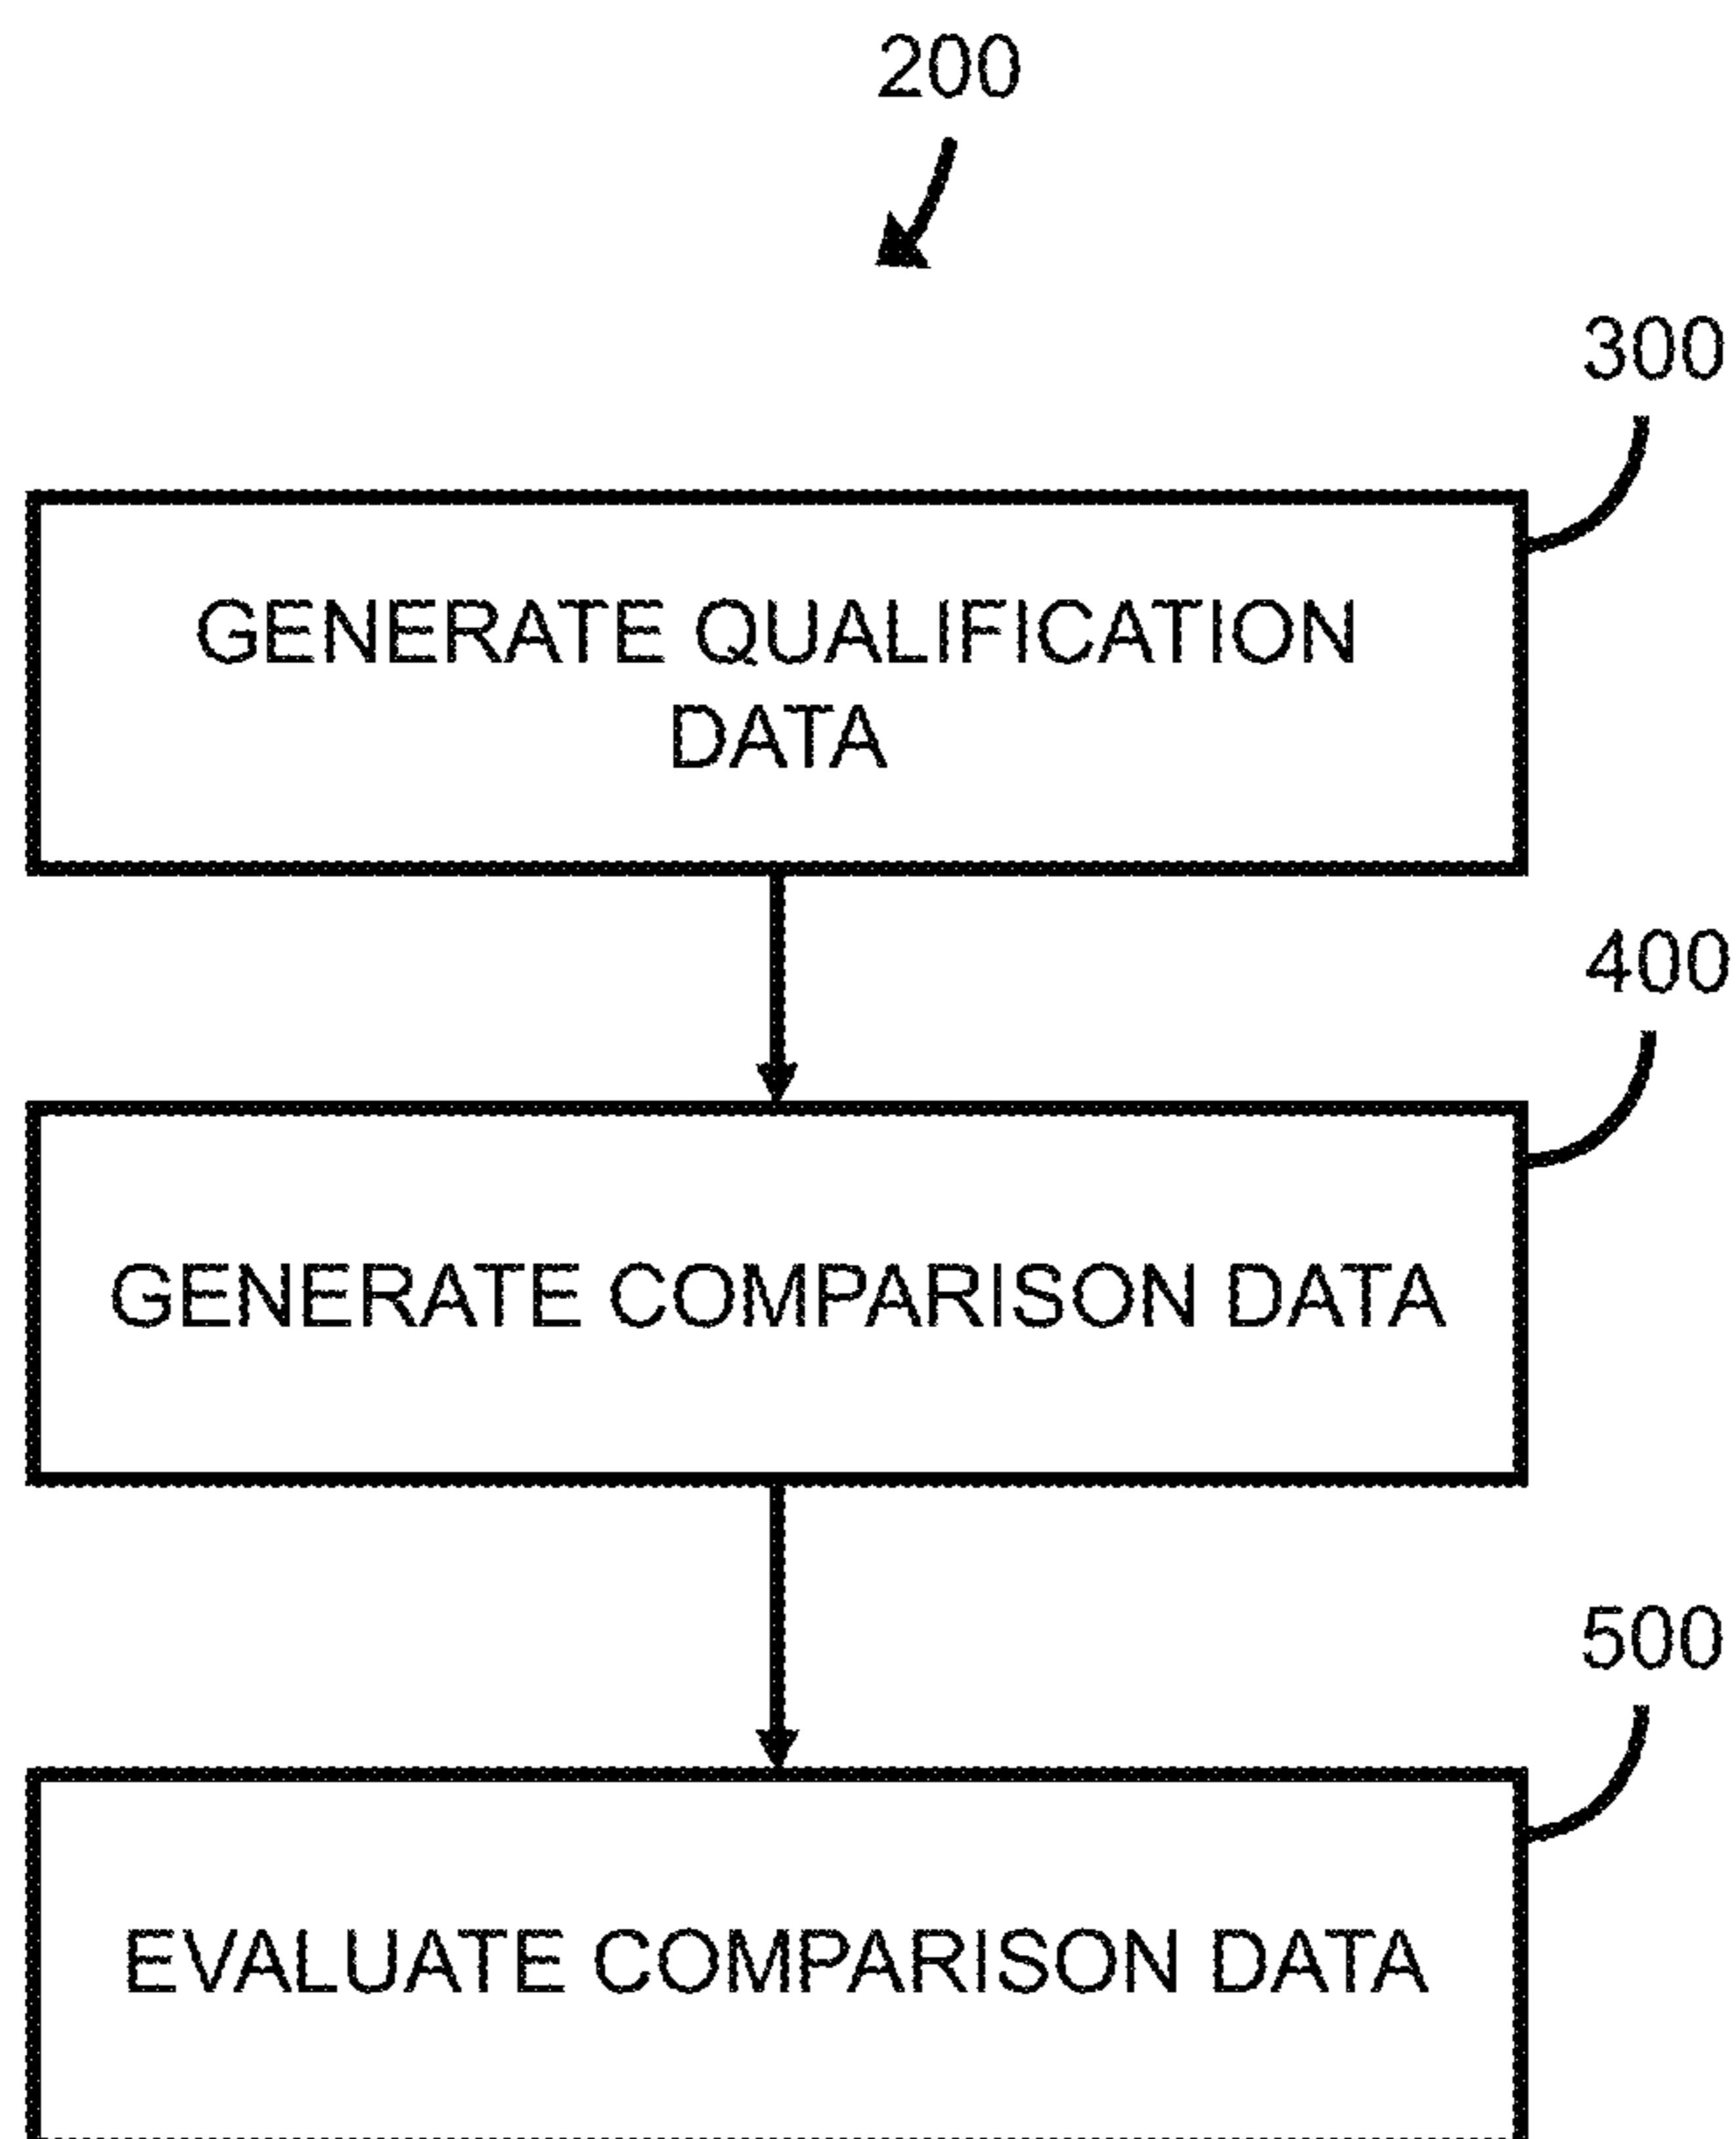 200
300
GENERATE QUALIFICATION
DATA
400
GENERATE COMPARISON DATA
500
EVALUATE COMPARISON DATA